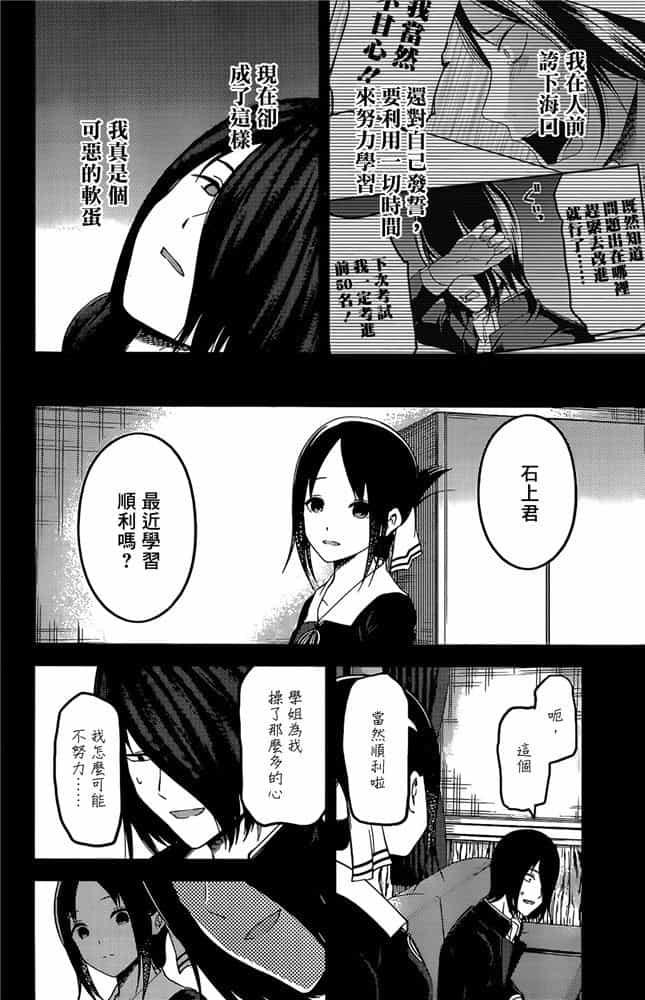 我在人前
誇下海口
我當然
不甘心!!
還對自己發誓，
要利用一切時間
來努力學習
既然知道
問題出在哪裡
趕緊去改進
就行了……
下次考試
我一定考進
前50名！
現在卻
成了這樣
我真是個
可惡的軟蛋
石上君
最近學習
順利嗎？
呃，
這個
當然順利啦
學姐為我
操了那麼多的心
我怎麼可能
不努力……